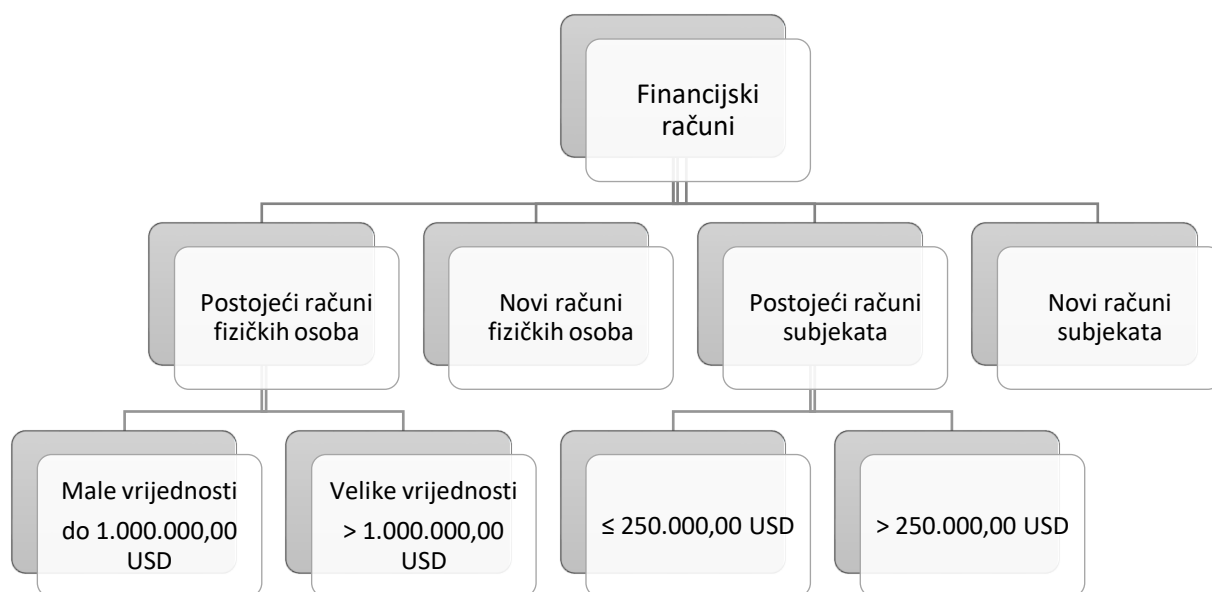 Financijski
računi
Postojeći računi
fizičkih osoba
Novi računi
fizičkih osoba
Postojeći računi
subjekata
Novi računi
subjekata
Male vrijednosti
do 1.000.000,00
USD
Velike vrijednosti
> 1.000.000,00
USD
≤ 250.000,00 USD
> 250.000,00 USD